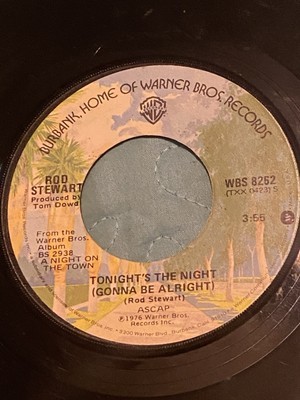 BURBANK, HOME OF WARNER BROS. RECORDS
WB
ROD
STEWART
Produced by
Tom Dowd
WBS 8262
3:55
From the
Warner Bros.
Album
BS 2938
A NIGHT ON
THE TOWN
TONIGHT'S THE NIGHT
(GONNA BE ALRIGHT)
(Rod Stewart)
ASCAP
℗1976 Warner Bros.
Records Inc.